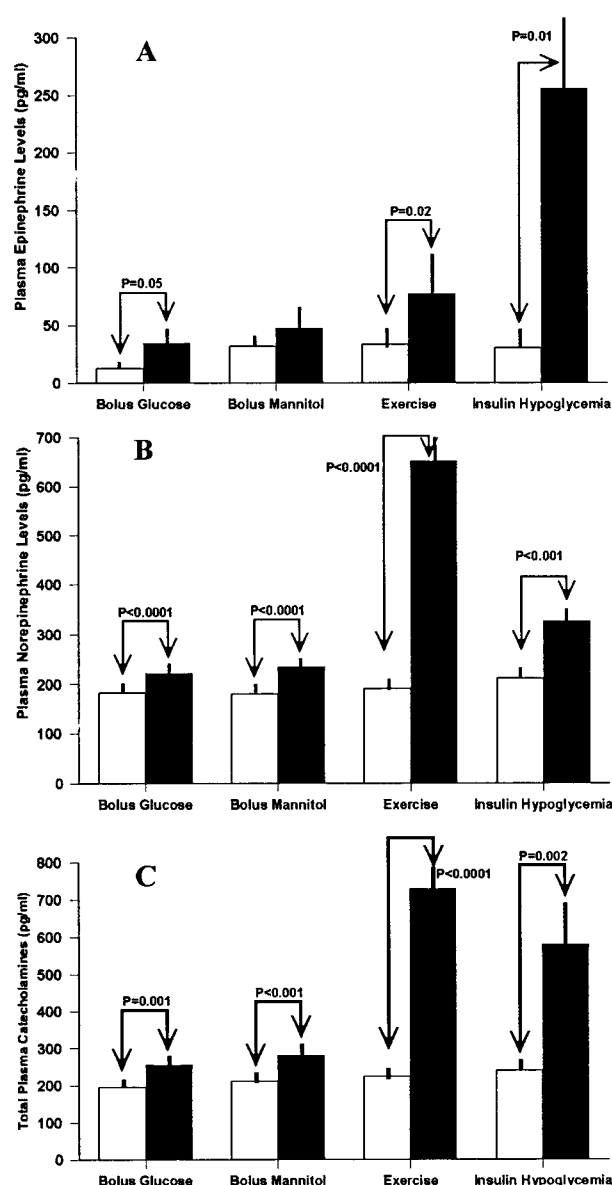 A
Plasma Epinephrine Levels (pg/ml)
300
250
200
150
100
50
0
P=0.05
P=0.02
P=0.01
Bolus Glucose Bolus Mannitol Exercise Insulin Hypoglycemia
B
Plasma Norepinephrine Levels (pg/ml)
700
600
500
400
300
200
100
0
P<0.0001
P<0.0001
P<0.0001
P<0.001
Bolus Glucose Bolus Mannitol Exercise Insulin Hypoglycemia
C
Total Plasma Catecholamines (pg/ml)
800
700
600
500
400
300
200
100
0
P=0.001
P<0.001
P<0.0001
P=0.002
Bolus Glucose Bolus Mannitol Exercise Insulin Hypoglycemia